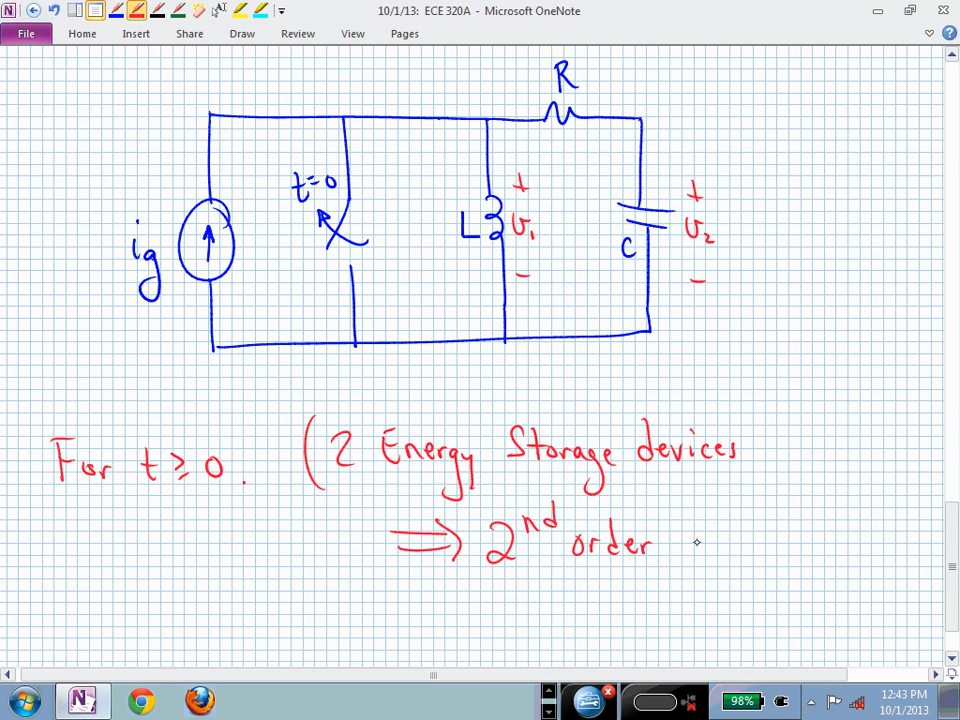 10/1/13: ECE 320A - Microsoft OneNote
File Home Insert Share Draw Review View Pages
R
t=0
+
+
ig
L
v₁
v₂
C
-
-
For t ≥ 0. (2 Energy Storage devices
⇒ 2nd order
98%
12:43 PM
10/1/2013